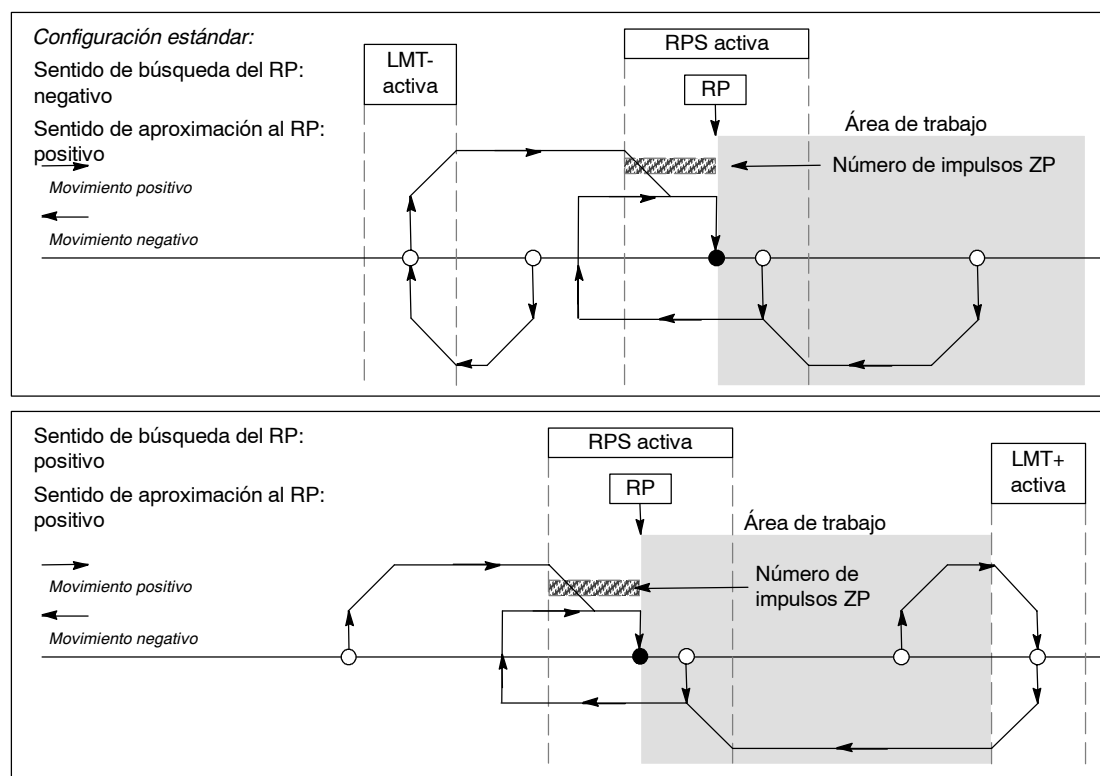 Configuración estándar:
Sentido de búsqueda del RP:
negativo
Sentido de aproximación al RP:
positivo
Movimiento positivo
Movimiento negativo
LMT-
activa
RPS activa
RP
Área de trabajo
Número de impulsos ZP
Sentido de búsqueda del RP:
positivo
Sentido de aproximación al RP:
positivo
Movimiento positivo
Movimiento negativo
RPS activa
RP
Área de trabajo
Número de
impulsos ZP
LMT+
activa